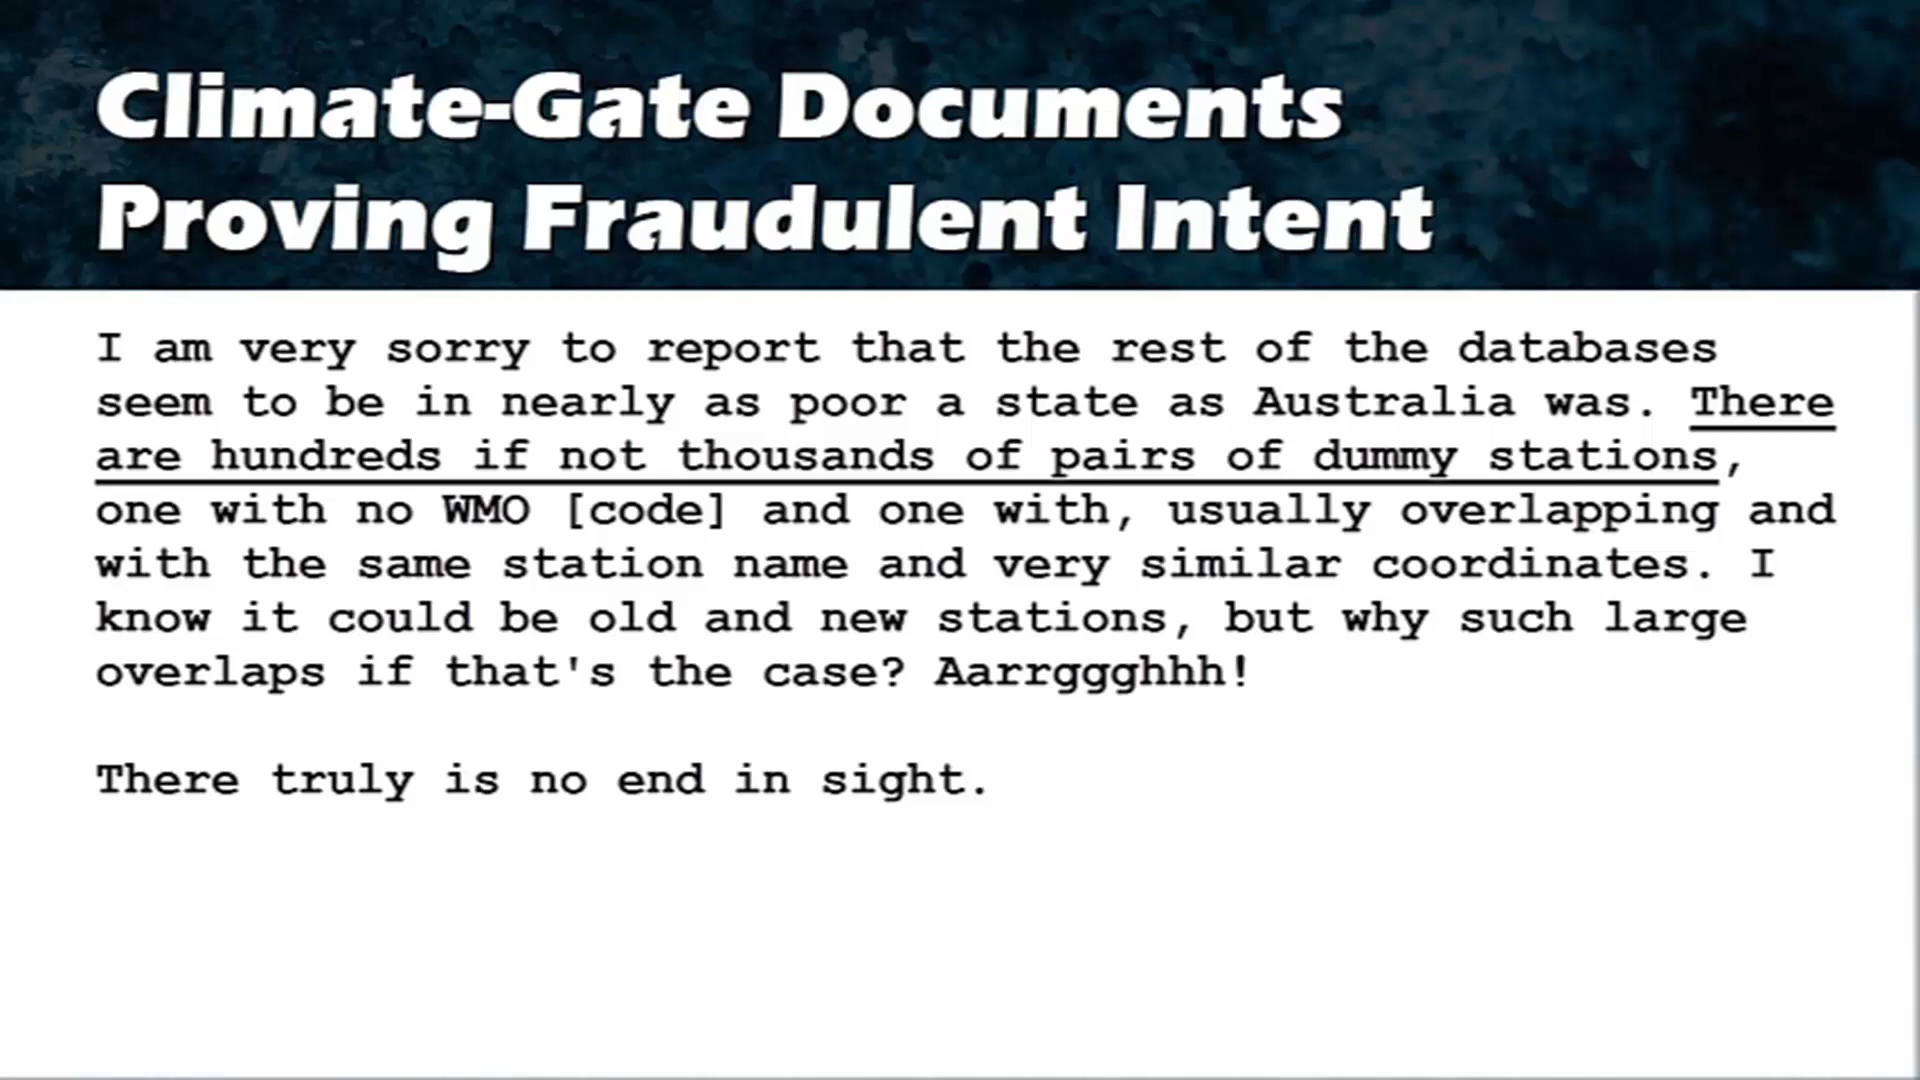 Climate-Gate Documents
Proving Fraudulent Intent
I am very sorry to report that the rest of the databases
seem to be in nearly as poor a state as Australia was. There
are hundreds if not thousands of pairs of dummy stations,
one with no WMO [code] and one with, usually overlapping and
with the same station name and very similar coordinates. I
know it could be old and new stations, but why such large
overlaps if that's the case? Aarrggghhh!
There truly is no end in sight.